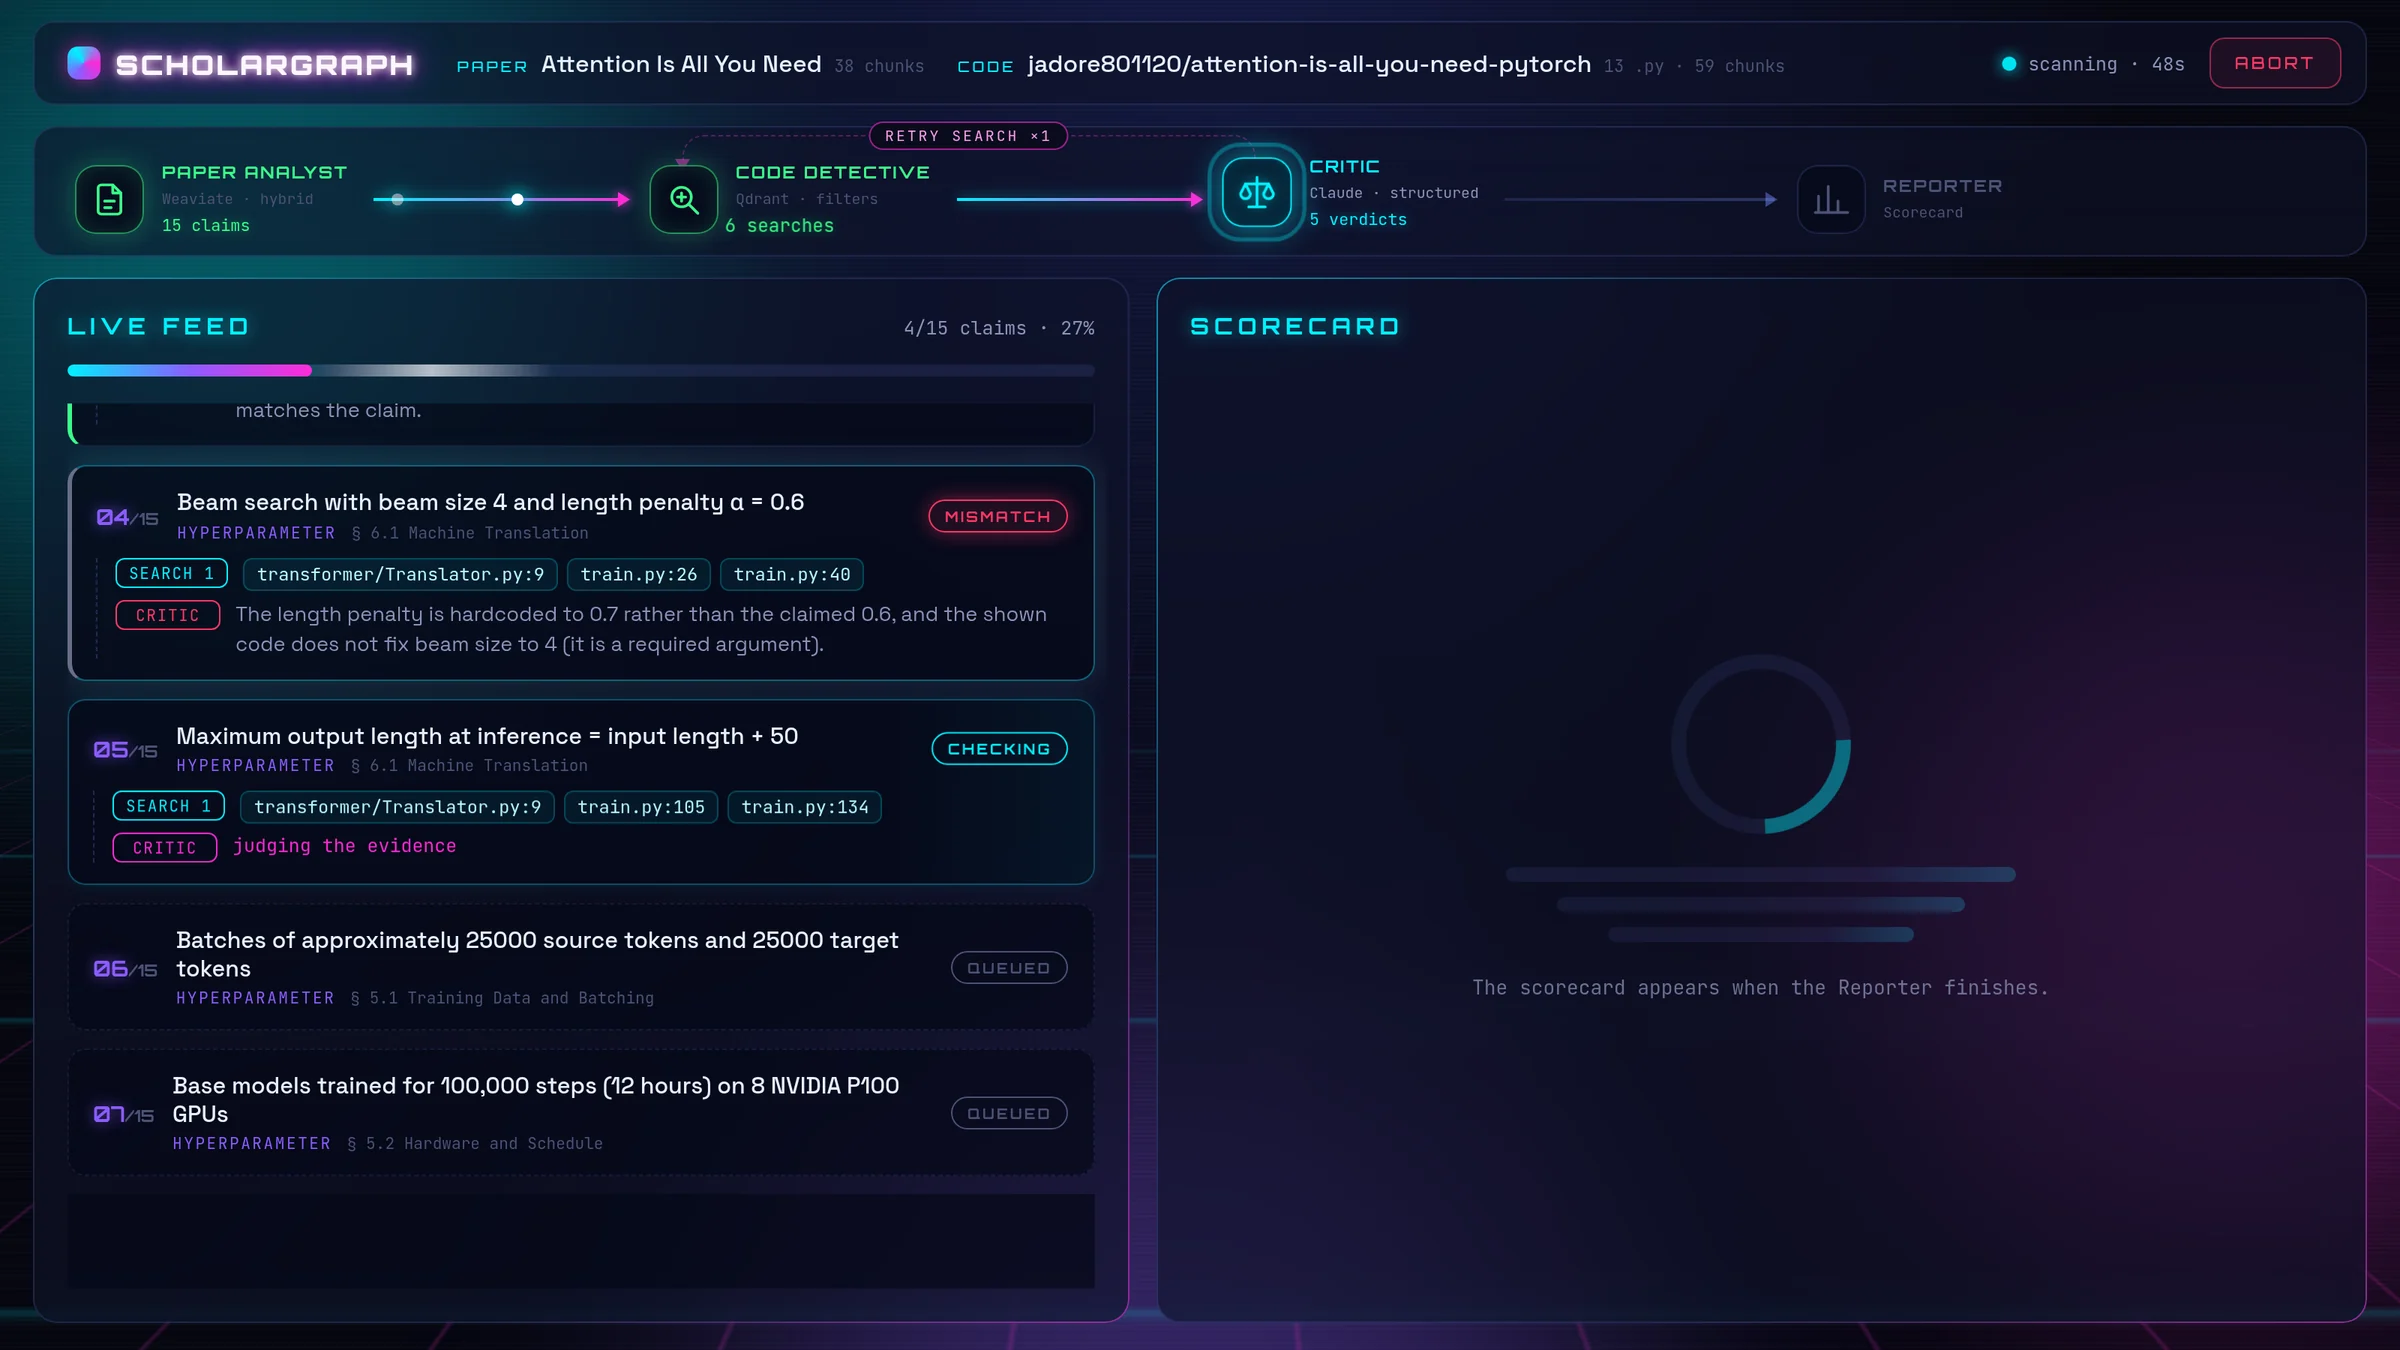 SCHOLARGRAPH
PAPER Attention Is All You Need 38 chunks
CODE jadore801120/attention-is-all-you-need-pytorch 13 .py · 59 chunks
scanning · 48s
ABORT
RETRY SEARCH ×1
PAPER ANALYST
Weaviate · hybrid
15 claims
CODE DETECTIVE
Qdrant · filters
6 searches
CRITIC
Claude · structured
5 verdicts
REPORTER
Scorecard
LIVE FEED
4/15 claims · 27%
matches the claim.
04/15
Beam search with beam size 4 and length penalty α = 0.6
HYPERPARAMETER § 6.1 Machine Translation
MISMATCH
SEARCH 1 transformer/Translator.py:9 train.py:26 train.py:40
CRITIC The length penalty is hardcoded to 0.7 rather than the claimed 0.6, and the shown
code does not fix beam size to 4 (it is a required argument).
05/15
Maximum output length at inference = input length + 50
HYPERPARAMETER § 6.1 Machine Translation
CHECKING
SEARCH 1 transformer/Translator.py:9 train.py:105 train.py:134
CRITIC judging the evidence
06/15
Batches of approximately 25000 source tokens and 25000 target
tokens
HYPERPARAMETER § 5.1 Training Data and Batching
QUEUED
07/15
Base models trained for 100,000 steps (12 hours) on 8 NVIDIA P100
GPUs
HYPERPARAMETER § 5.2 Hardware and Schedule
QUEUED
SCORECARD
The scorecard appears when the Reporter finishes.